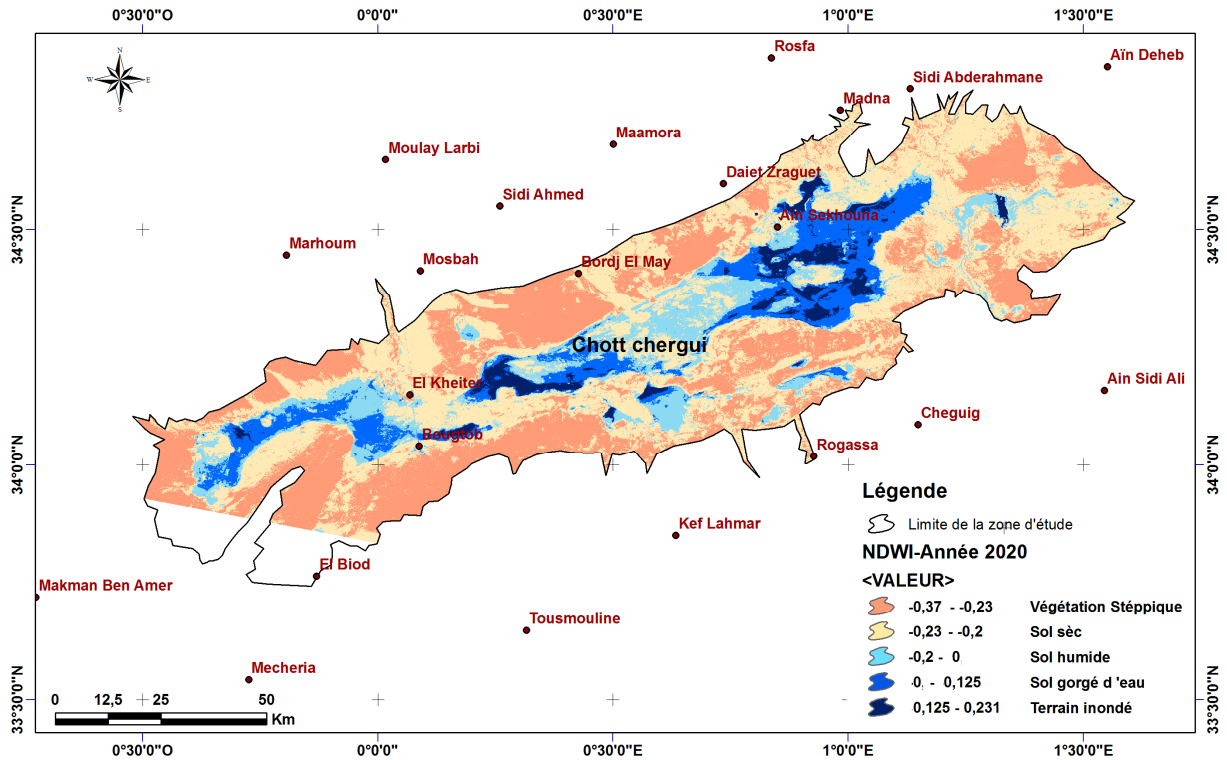 0°30'0"O 0°0'0" 0°30'0"E 1°0'0"E 1°30'0"E
N
W E
S
Rosfa
Aïn Deheb
Sidi Abderahmane
Madna
Maamora
Moulay Larbi
Daiet Zraguet
Sidi Ahmed
Ain Sekhouna
34°30'0"N 34°30'0"N
Marhoum
Mosbah
Bordj El May
Chott chergui
El Kheiter
Ain Sidi Ali
Cheguig
Bougtob
Rogassa
34°0'0"N 34°0'0"N
Légende
Limite de la zone d'étude
Kef Lahmar
NDWI-Année 2020
El Biod
<VALEUR>
Makman Ben Amer
-0,37 - -0,23 Végétation Stéppique
Tousmouline
-0,23 - -0,2 Sol sèc
-0,2 - 0 Sol humide
Mecheria
0, - 0,125 Sol gorgé d 'eau
0,125 - 0,231 Terrain inondé
33°30'0"N 33°30'0"N
0 12,5 25 50
Km
0°30'0"O 0°0'0" 0°30'0"E 1°0'0"E 1°30'0"E